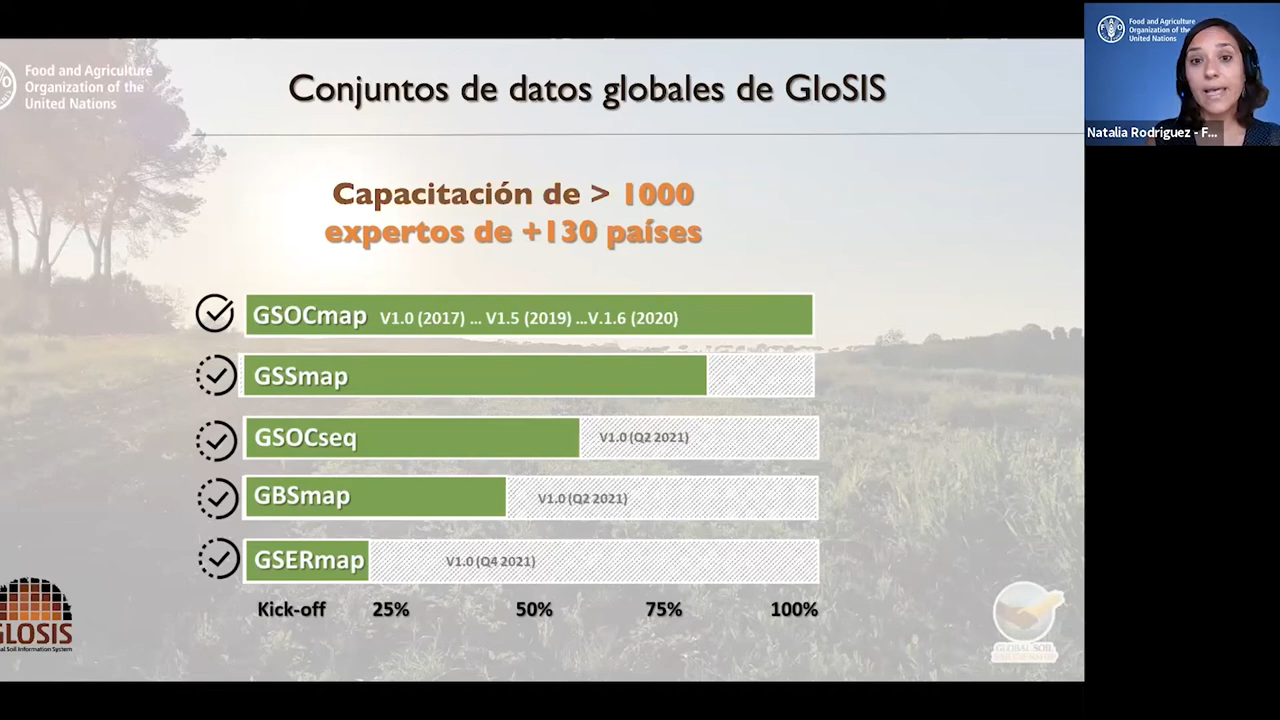 Food and Agriculture
Organization of the
United Nations
Conjuntos de datos globales de GloSIS
Food and Agriculture
Organization of the
United Nations
Natalia Rodriguez - F...
Capacitación de > 1000
expertos de +130 países
GSOCmap V1.0 (2017) ... V1.5 (2019) ...V.1.6 (2020)
GSSmap
GSOCseq V1.0 (Q2 2021)
GBSmap V1.0 (Q2 2021)
GSERmap V1.0 (Q4 2021)
Kick-off 25% 50% 75% 100%
GLOSIS
al Soil Information System
GLOBAL SOIL